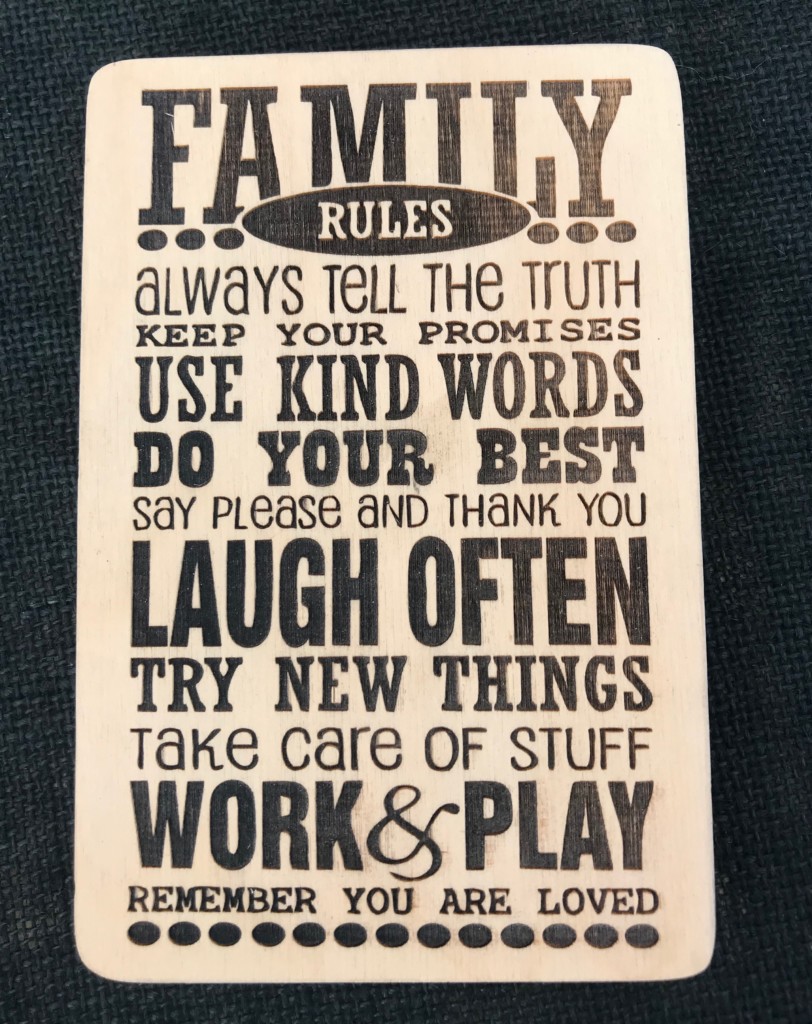 FAMILY
RULES
aLWaYS TeLL THe TrUTH
KEEP YOUR PROMISES
USE KIND WORDS
DO YOUR BEST
SaY PLeaSe aND THaNK YOU
LAUGH OFTEN
TRY NEW THINGS
TaKe Care OF STUFF
WORK & PLAY
REMEMBER YOU ARE LOVED